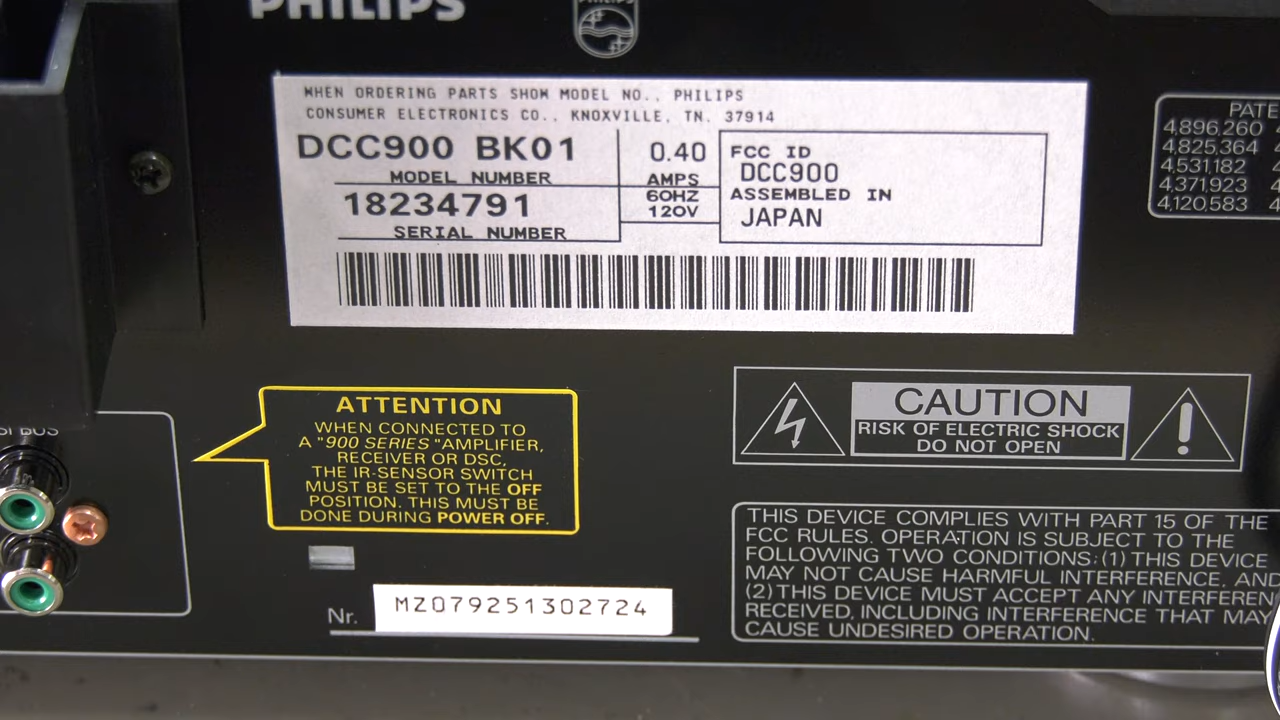 PHILIPS
PHILIPS
WHEN ORDERING PARTS SHOW MODEL NO., PHILIPS
CONSUMER ELECTRONICS CO., KNOXVILLE, TN. 37914
DCC900 BK01
MODEL NUMBER
18234791
SERIAL NUMBER
0.40
AMPS
60HZ
120V
FCC ID
DCC900
ASSEMBLED IN
JAPAN
4,896,260
4,825,364
4,531,182
4,371,923
4,120,583
BUS
ATTENTION
WHEN CONNECTED TO
A "900 SERIES" AMPLIFIER,
RECEIVER OR DSC,
THE IR-SENSOR SWITCH
MUST BE SET TO THE OFF
POSITION. THIS MUST BE
DONE DURING POWER OFF.
CAUTION
RISK OF ELECTRIC SHOCK
DO NOT OPEN
THIS DEVICE COMPLIES WITH PART 15 OF THE
FCC RULES. OPERATION IS SUBJECT TO THE
FOLLOWING TWO CONDITIONS: (1) THIS DEVICE
MAY NOT CAUSE HARMFUL INTERFERENCE, AND
(2) THIS DEVICE MUST ACCEPT ANY
RECEIVED, INCLUDING INTERFERENCE THAT MAY
CAUSE UNDESIRED OPERATION.
Nr. MZ079251302724